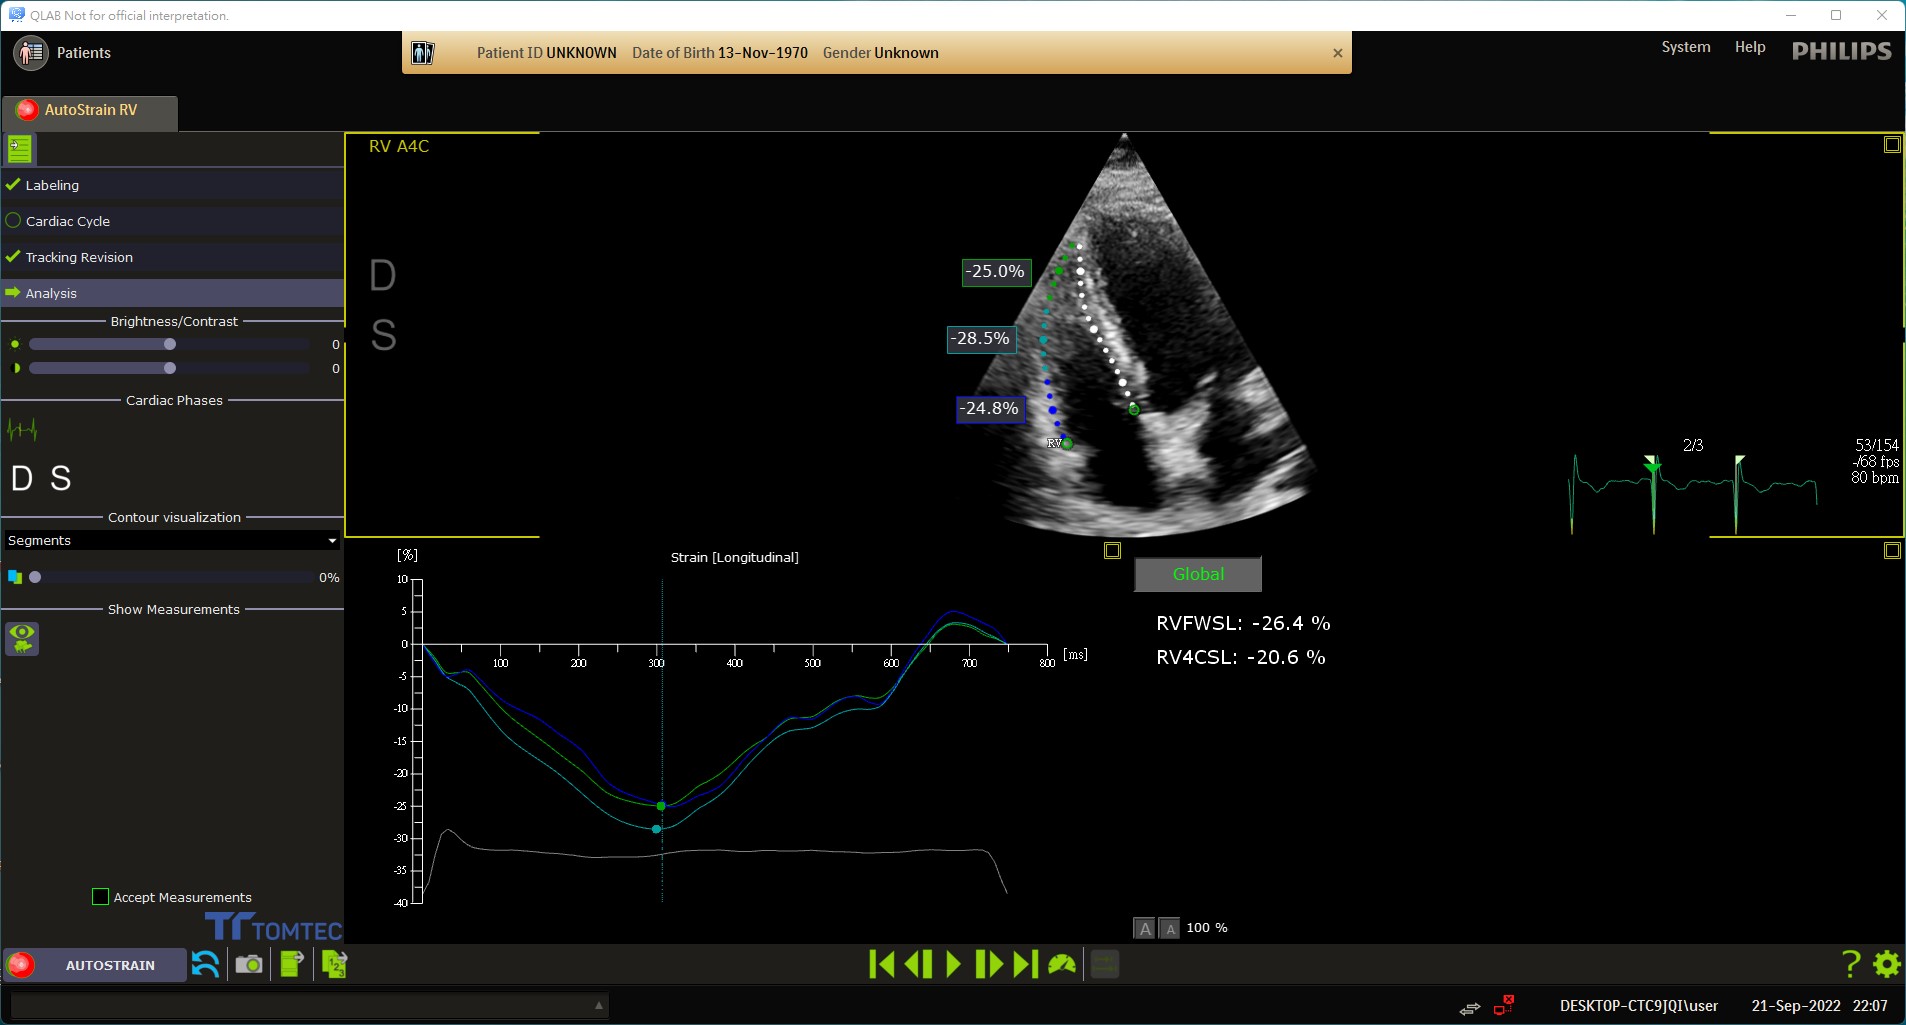 QLAB Not for official interpretation.
Patients
Patient ID UNKNOWN Date of Birth 13-Nov-1970 Gender Unknown
System Help PHILIPS
AutoStrain RV
Labeling
Cardiac Cycle
Tracking Revision
Analysis
Brightness/Contrast
0
0
Cardiac Phases
D S
Contour visualization
Segments
0%
Show Measurements
Accept Measurements
TOMTEC
AUTOSTRAIN
RV A4C
D
S
-25.0%
-28.5%
-24.8%
RV
2/3
53/154
-/68 fps
80 bpm
[%]
Strain [Longitudinal]
10
5
0
-5
-10
-15
-20
-25
-30
-35
-40
100 200 300 400 500 600 700 800 [ms]
Global
RVFWSL: -26.4 %
RV4CSL: -20.6 %
A A 100 %
1 2 3
?
DESKTOP-CTC9JQI\user 21-Sep-2022 22:07